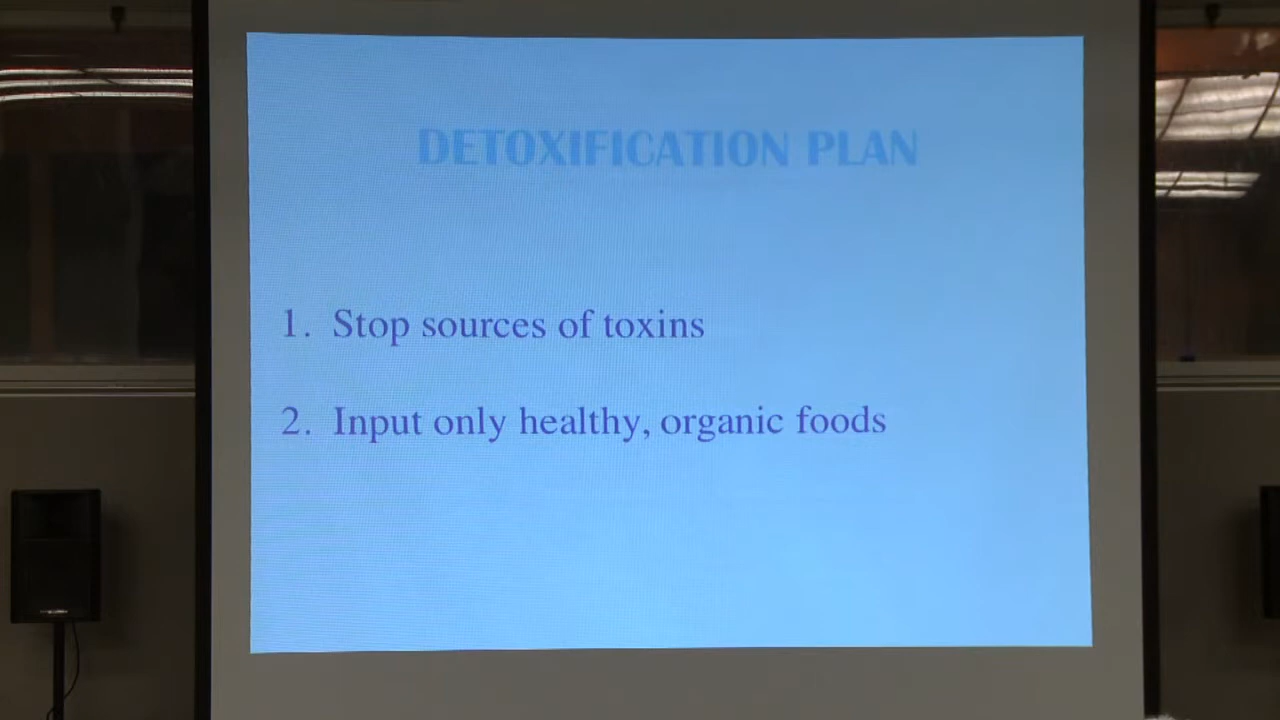 DETOXIFICATION PLAN
1. Stop sources of toxins
2. Input only healthy, organic foods